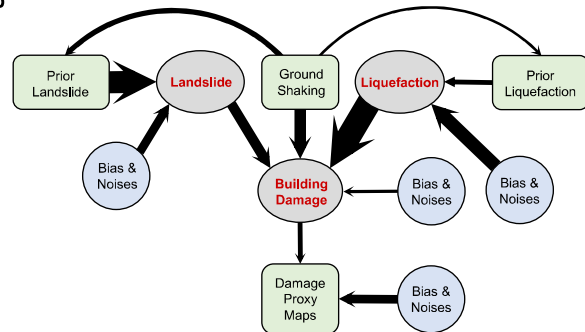 Prior
Landslide
Landslide
Ground
Shaking
Liquefaction
Prior
Liquefaction
Bias &
Noises
Building
Damage
Bias &
Noises
Bias &
Noises
Damage
Proxy
Maps
Bias &
Noises